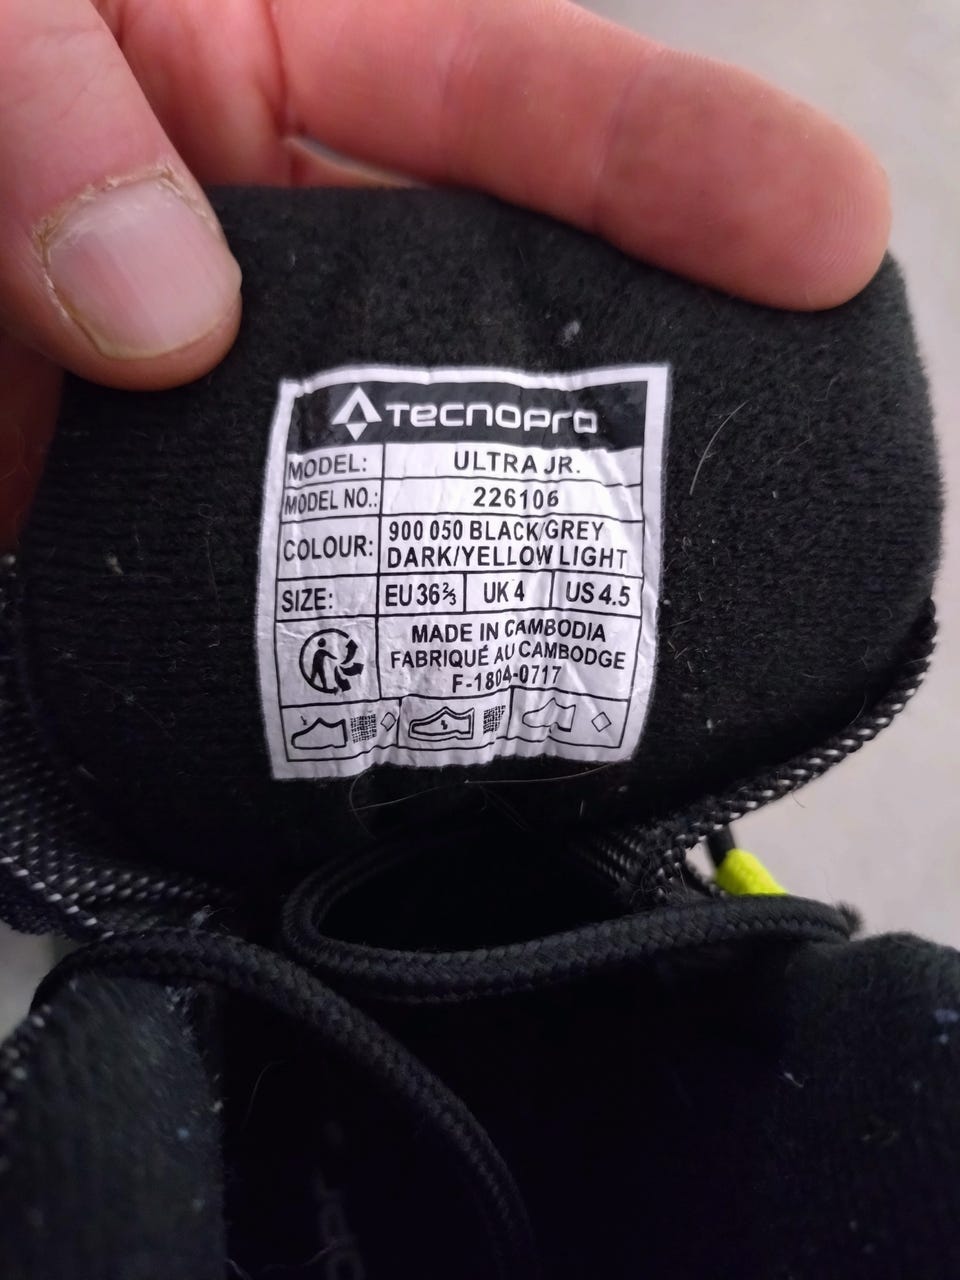 TECNOPRO
MODEL: ULTRA JR.
MODEL NO.: 226106
COLOUR: 900 050 BLACK/GREY
DARK/YELLOW LIGHT
SIZE: EU 36⅔ UK 4 US 4.5
MADE IN CAMBODIA
FABRIQUÉ AU CAMBODGE
F-1804-0717